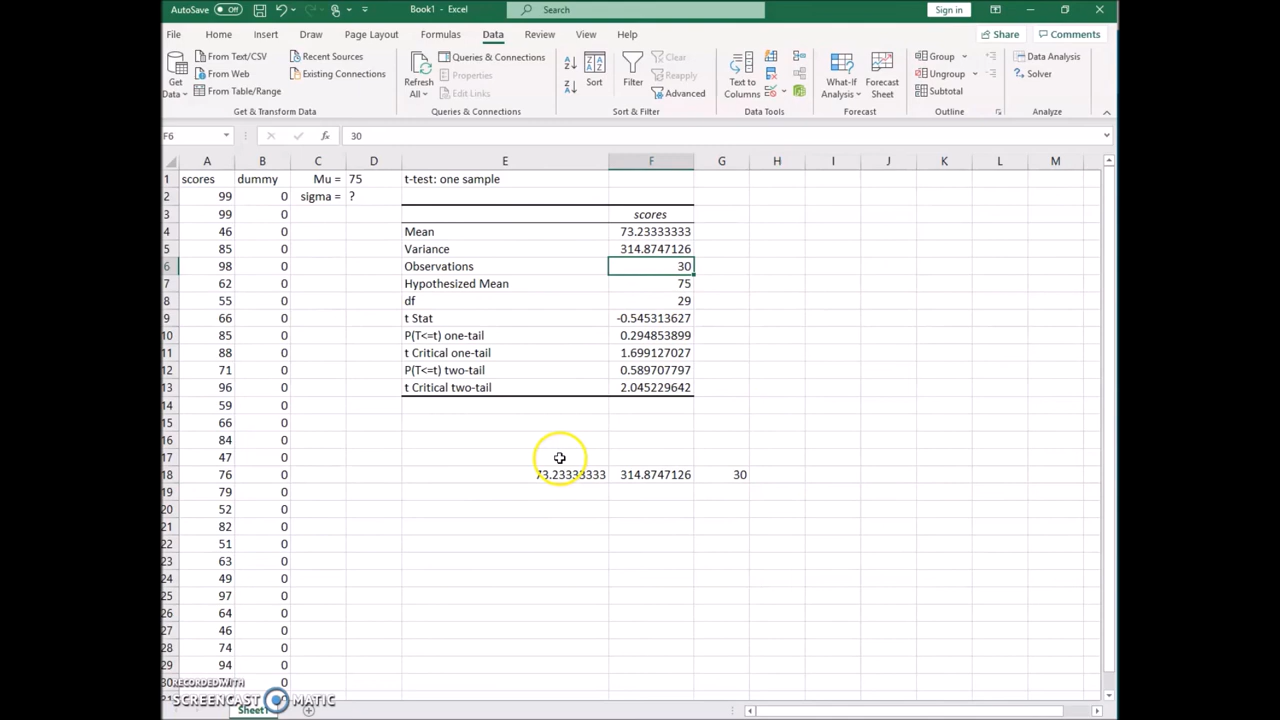 AutoSave Off Book1 - Excel Search Sign in
File Home Insert Draw Page Layout Formulas Data Review View Help Share Comments
Get Data From Text/CSV Recent Sources Refresh All Queries & Connections Sort Filter Clear Text to Columns What-If Analysis Forecast Sheet Group Data Analysis
From Web Existing Connections Properties Reapply Ungroup Solver
From Table/Range Edit Links Advanced Subtotal
Get & Transform Data Queries & Connections Sort & Filter Data Tools Forecast Outline Analyze
F6 fx 30
A B C D E F G H I J K L M
1 scores dummy Mu = 75 t-test: one sample
2 99 0 sigma = ?
3 99 0 scores
4 46 0 Mean 73.23333333
5 85 0 Variance 314.8747126
6 98 0 Observations 30
7 62 0 Hypothesized Mean 75
8 55 0 df 29
9 66 0 t Stat -0.545313627
10 85 0 P(T<=t) one-tail 0.294853899
11 88 0 t Critical one-tail 1.699127027
12 71 0 P(T<=t) two-tail 0.589707797
13 96 0 t Critical two-tail 2.045229642
14 59 0
15 66 0
16 84 0
17 47 0
18 76 0 73.23333333 314.8747126 30
19 79 0
20 52 0
21 82 0
22 51 0
23 63 0
24 49 0
25 97 0
26 64 0
27 46 0
28 74 0
29 94 0
30 0
RECORDED WITH
SCREENCAST MATIC
Sheet1